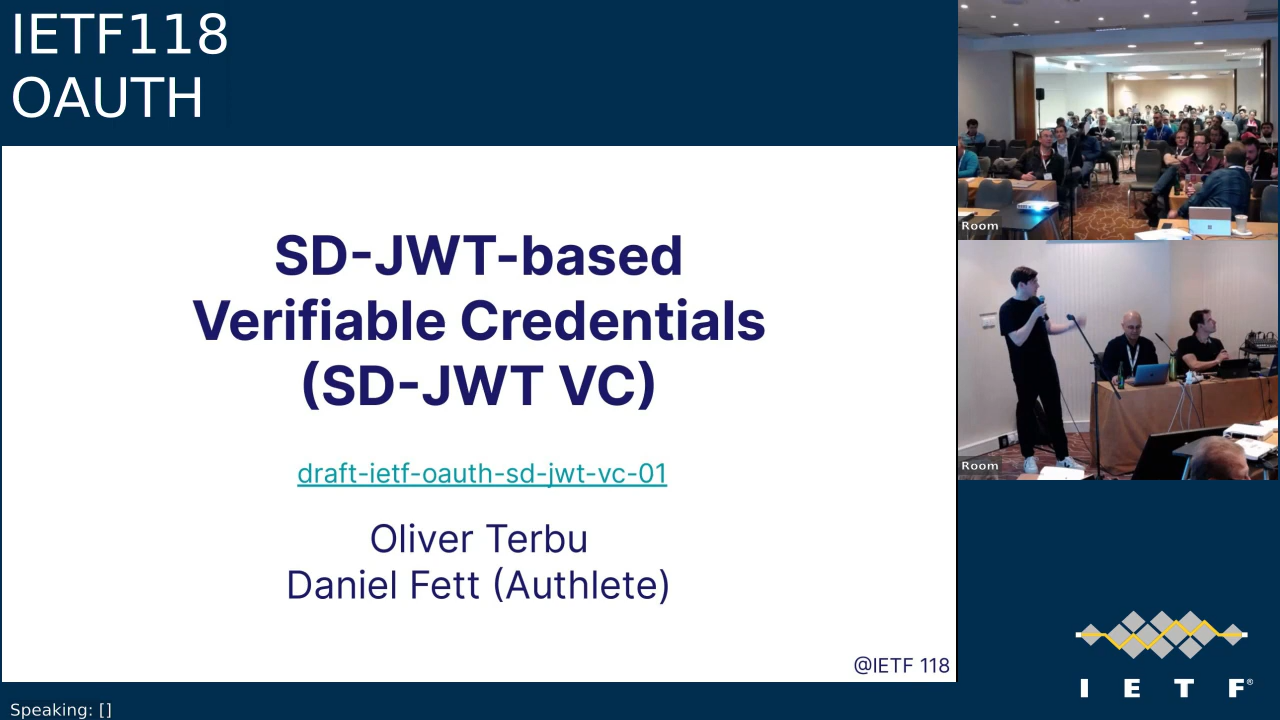 IETF118
OAUTH
SD-JWT-based
Verifiable Credentials
(SD-JWT VC)
draft-ietf-oauth-sd-jwt-vc-01
Oliver Terbu
Daniel Fett (Authlete)
@IETF 118
Room
Room
I E T F®
Speaking: []